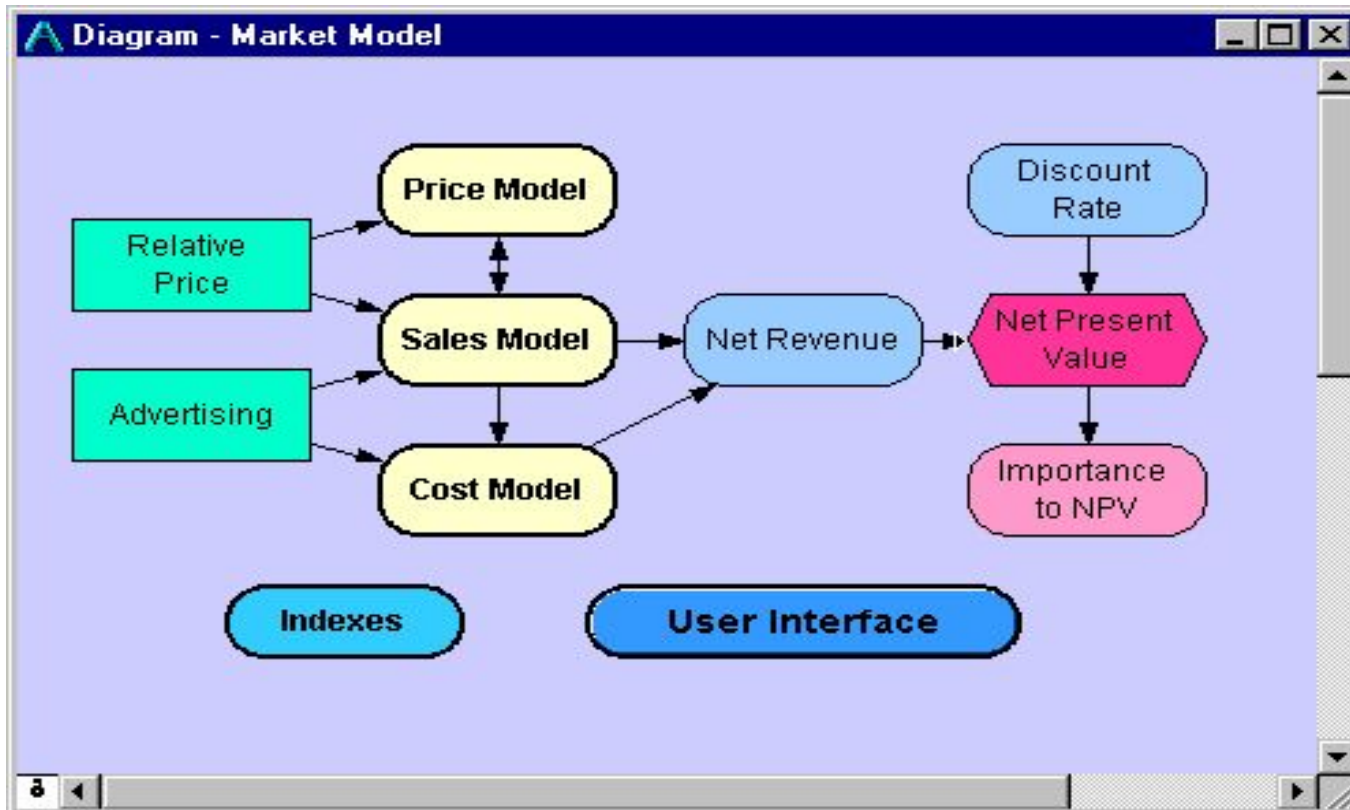 Diagram - Market Model
Price Model
Discount
Rate
Relative
Price
Sales Model
Net Revenue
Net Present
Value
Advertising
Cost Model
Importance
to NPV
Indexes
User Interface